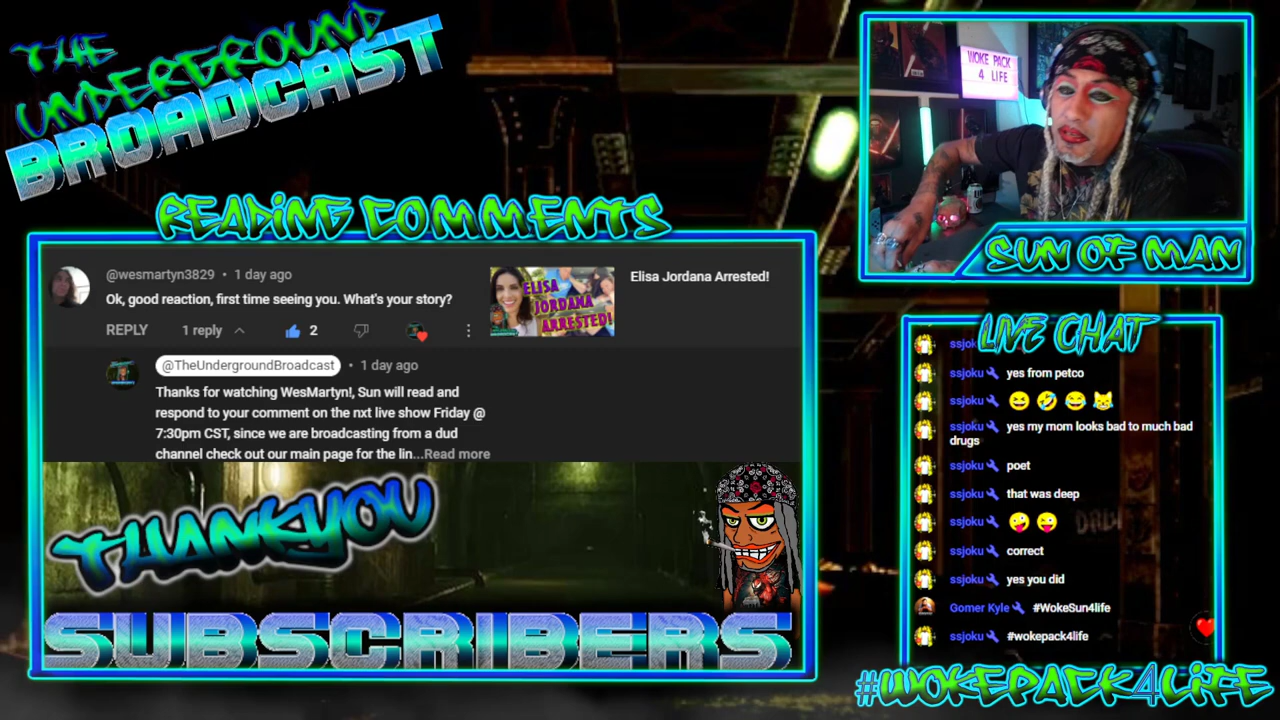 THE
UNDERGROUND
BROADCAST
WOKE PACK
4 LIFE
READING COMMENTS
SUN OF MAN
@wesmartyn3829 • 1 day ago
Ok, good reaction, first time seeing you. What's your story?
REPLY 1 reply 2
ELISA
JORDANA
ARRESTED!
Elisa Jordana Arrested!
@TheUndergroundBroadcast • 1 day ago
Thanks for watching WesMartyn!, Sun will read and
respond to your comment on the nxt live show Friday @
7:30pm CST, since we are broadcasting from a dud
channel check out our main page for the lin...Read more
THANKYOU
SUBSCRIBERS
LIVE CHAT
ssjok
ssjoku yes from petco
ssjoku 😆 🤣 😂 😹
ssjoku yes my mom looks bad to much bad
drugs
ssjoku poet
ssjoku that was deep
ssjoku 🤪 😜
ssjoku correct
ssjoku yes you did
Gomer Kyle #WokeSun4life
ssjoku #wokepack4life
#WOKEPACK4LIFE